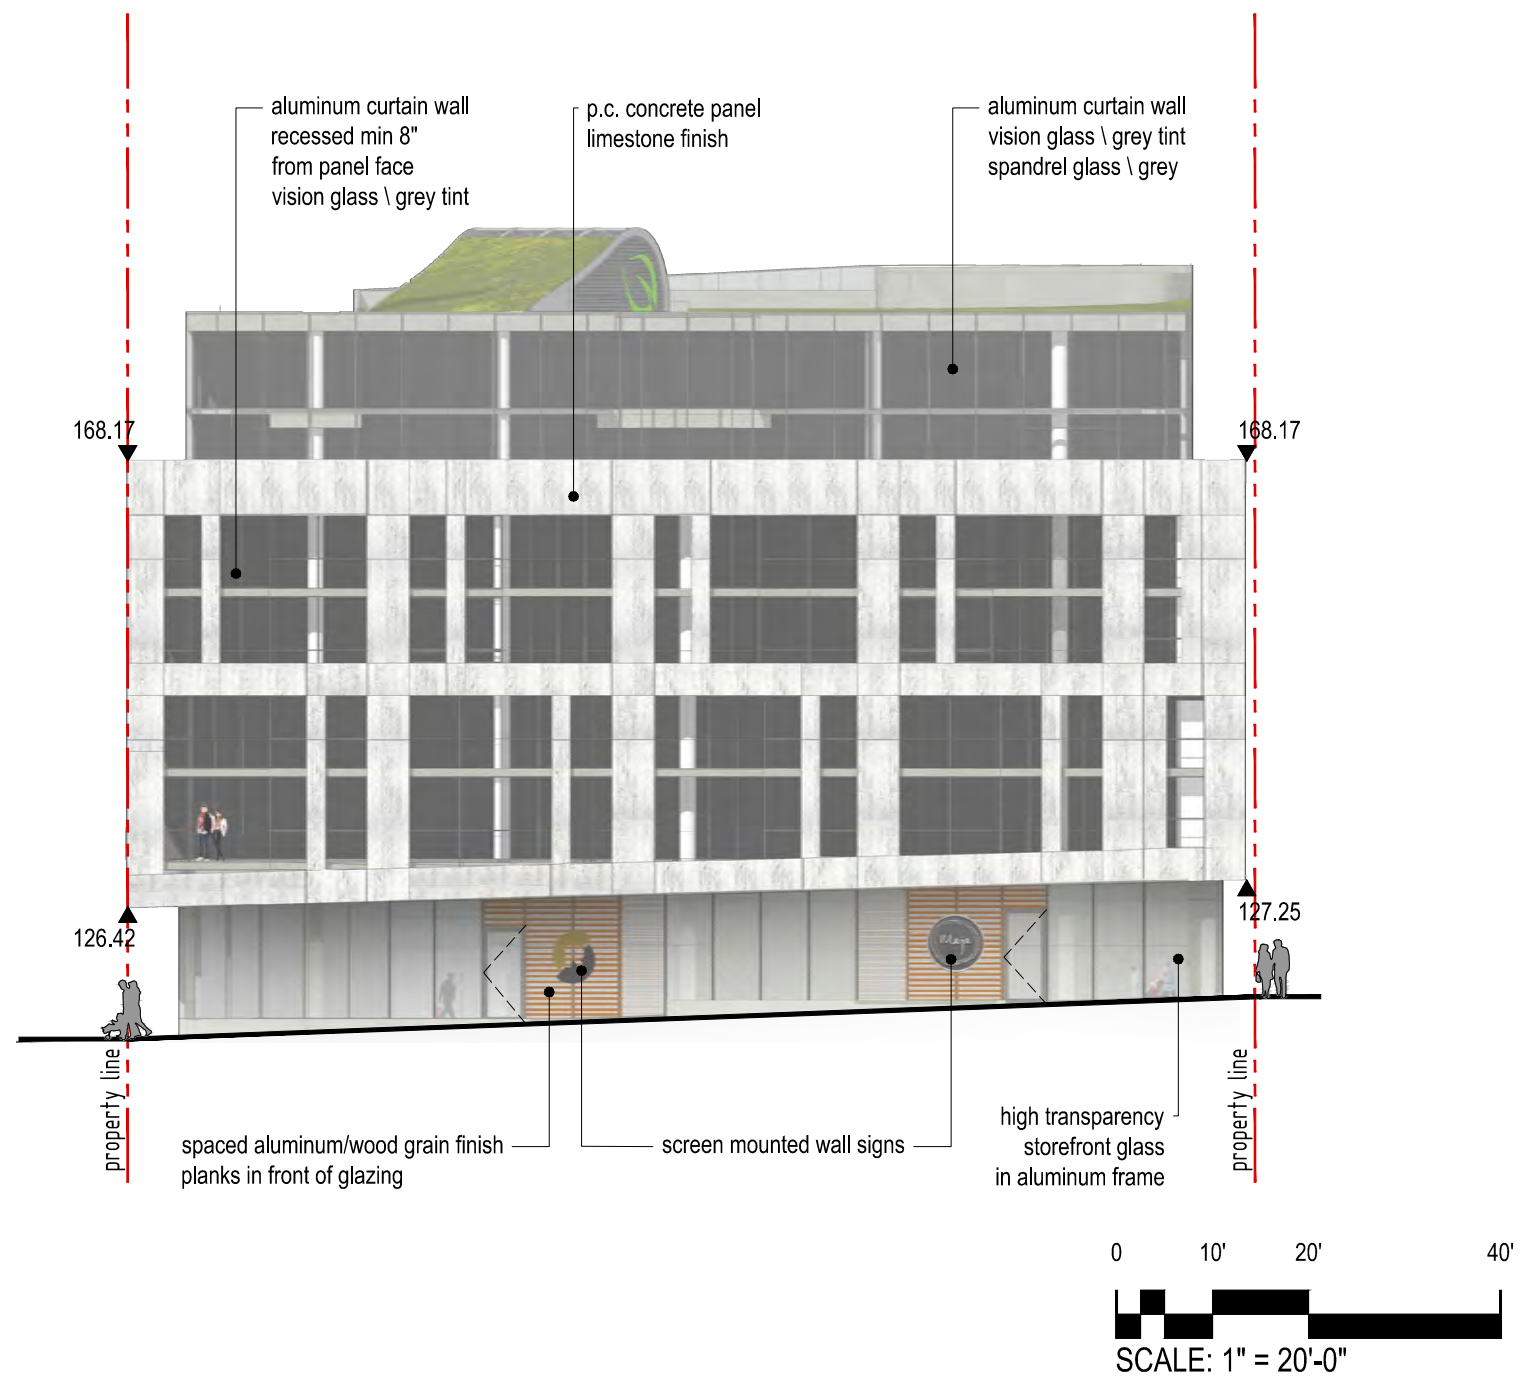 aluminum curtain wall
recessed min 8"
from panel face
vision glass \ grey tint
p.c. concrete panel
limestone finish
aluminum curtain wall
vision glass \ grey tint
spandrel glass \ grey
168.17
168.17
126.42
127.25
property line
property line
spaced aluminum/wood grain finish
planks in front of glazing
screen mounted wall signs
high transparency
storefront glass
in aluminum frame
0 10' 20' 40'
SCALE: 1" = 20'-0"